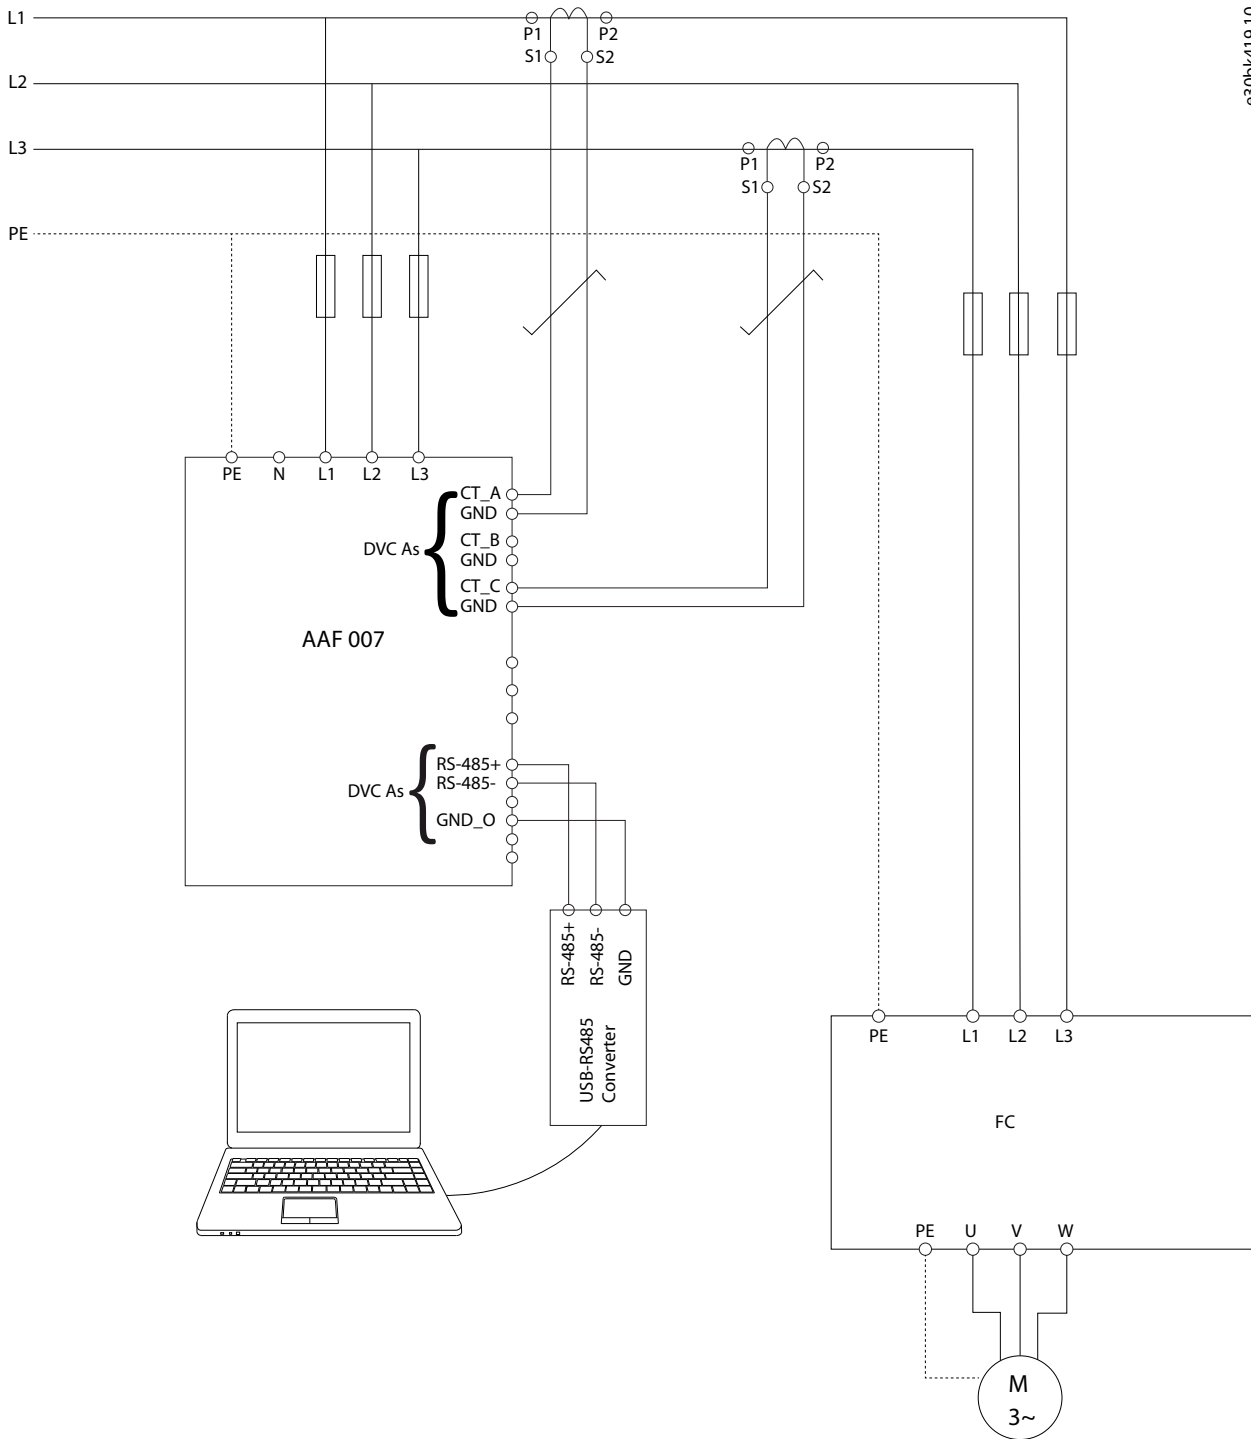 L1
P1
P2
S1
S2
e30bk419.10
L2
L3
P1
P2
S1
S2
PE
PE
N
L1
L2
L3
CT_A
GND
CT_B
GND
CT_C
GND
DVC As
AAF 007
RS-485+
RS-485-
GND_O
DVC As
RS-485+
RS-485-
GND
USB-RS485
Converter
PE
L1
L2
L3
FC
PE
U
V
W
M
3~